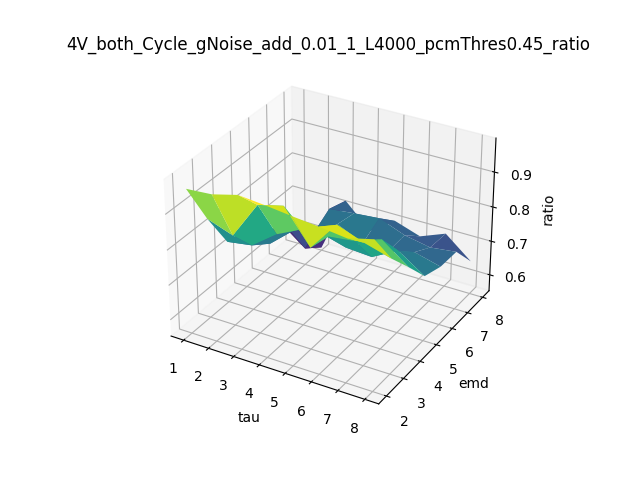 4V_both_Cycle_gNoise_add_0.01_1_L4000_pcmThres0.45_ratio
0.9
0.8
0.7
0.6
ratio
1 2 3 4 5 6 7 8
tau
2 3 4 5 6 7 8
emd